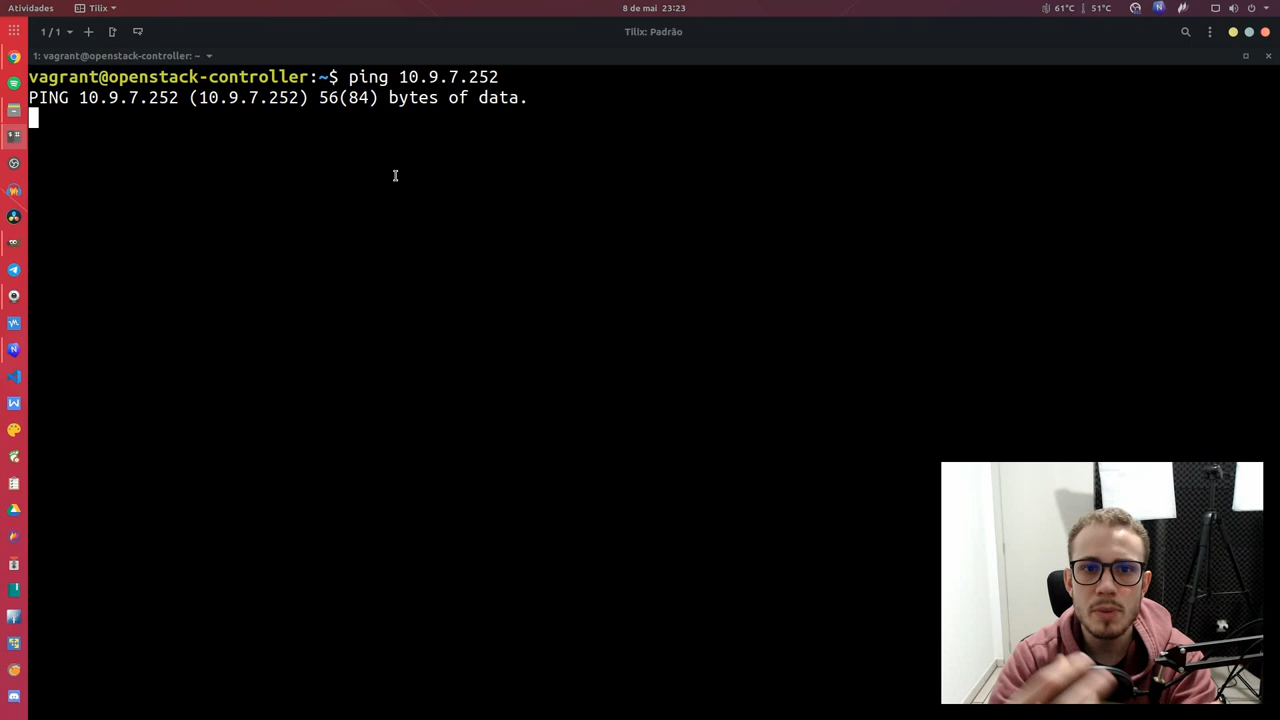 Atividades
Tilix
8 de mai 23:23
61°C
51°C
1 / 1
Tilix: Padrão
1: vagrant@openstack-controller: ~
vagrant@openstack-controller:~$ ping 10.9.7.252
PING 10.9.7.252 (10.9.7.252) 56(84) bytes of data.